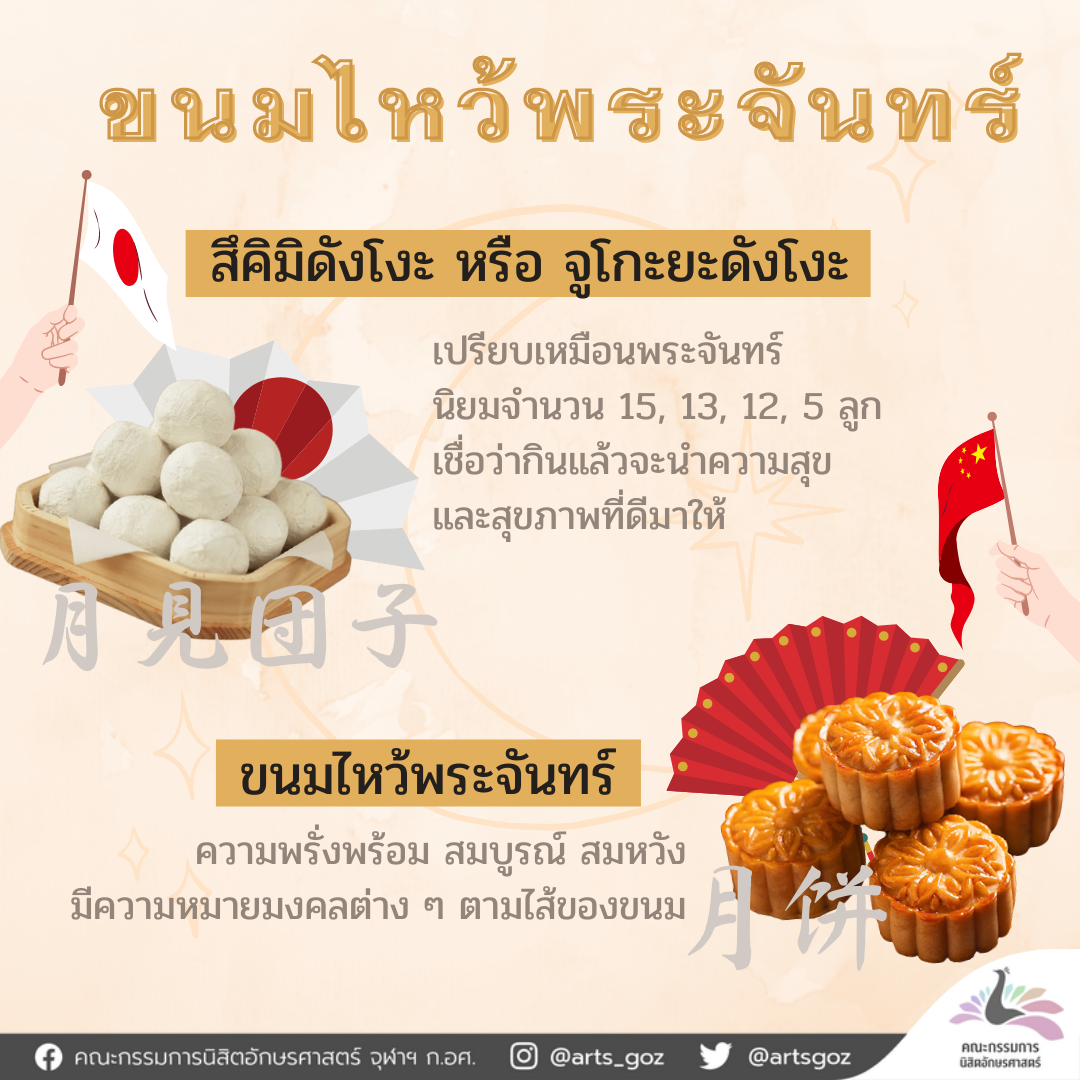 ขนมไหว้พระจันทร์
สึคิมิดังโงะ หรือ จูโกะยะดังโงะ
เปรียบเหมือนพระจันทร์
นิยมจำนวน 15, 13, 12, 5 ลูก
เชื่อว่ากินแล้วจะนำความสุข
และสุขภาพที่ดีมาให้
月見団子
ขนมไหว้พระจันทร์
ความพรั่งพร้อม สมบูรณ์ สมหวัง
มีความหมายมงคลต่าง ๆ ตามไส้ของขนม
月饼
คณะกรรมการนิสิตอักษรศาสตร์ จุฬาฯ ก.อศ. @arts_goz @artsgoz
คณะกรรมการ
นิสิตอักษรศาสตร์